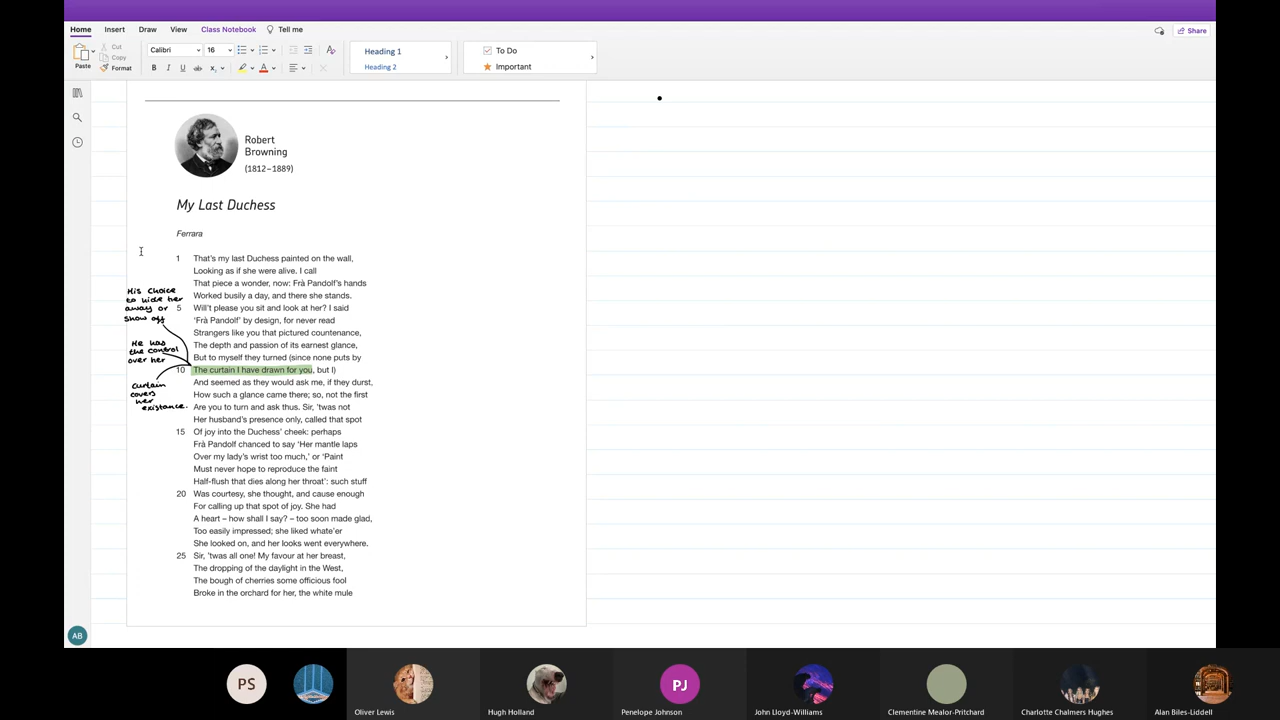 Home Insert Draw View Class Notebook Tell me
Share
Paste
Cut
Copy
Format
Calibri 16
B I U ab X
A
Heading 1
Heading 2
To Do
Important
Robert
Browning
(1812–1889)
My Last Duchess
Ferrara
1 That's my last Duchess painted on the wall,
Looking as if she were alive. I call
That piece a wonder, now: Frà Pandolf's hands
Worked busily a day, and there she stands.
5 Will't please you sit and look at her? I said
'Frà Pandolf' by design, for never read
Strangers like you that pictured countenance,
The depth and passion of its earnest glance,
But to myself they turned (since none puts by
10 The curtain I have drawn for you, but I)
And seemed as they would ask me, if they durst,
How such a glance came there; so, not the first
Are you to turn and ask thus. Sir, 'twas not
Her husband's presence only, called that spot
15 Of joy into the Duchess' cheek: perhaps
Frà Pandolf chanced to say 'Her mantle laps
Over my lady's wrist too much,' or 'Paint
Must never hope to reproduce the faint
Half-flush that dies along her throat': such stuff
20 Was courtesy, she thought, and cause enough
For calling up that spot of joy. She had
A heart – how shall I say? – too soon made glad,
Too easily impressed; she liked whate'er
She looked on, and her looks went everywhere.
25 Sir, 'twas all one! My favour at her breast,
The dropping of the daylight in the West,
The bough of cherries some officious fool
Broke in the orchard for her, the white mule
His choice
to hide her
away or
show off
He has
the control
over her
curtain
covers
her
existance.
AB
PS
PJ
Oliver Lewis
Hugh Holland
Penelope Johnson
John Lloyd-Williams
Clementine Mealor-Pritchard
Charlotte Chalmers Hughes
Alan Biles-Liddell